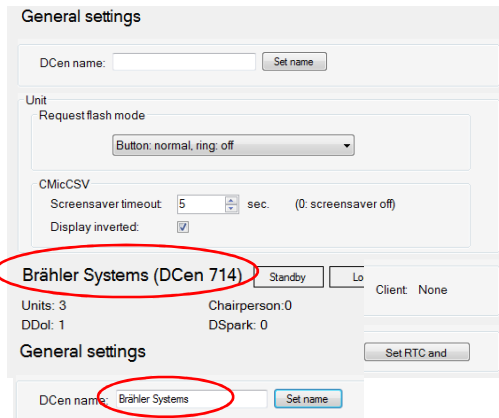 General settings
DCen name: Set name
Unit
Request flash mode
Button: normal, ring: off
CMicCSV
Screensaver timeout: 5 sec. (0: screensaver off)
Display inverted:
Brähler Systems (DCen 714) Standby Lo
Client: None
Units: 3 Chairperson:0
DDol: 1 DSpark: 0
General settings Set RTC and
DCen name: Brähler Systems Set name